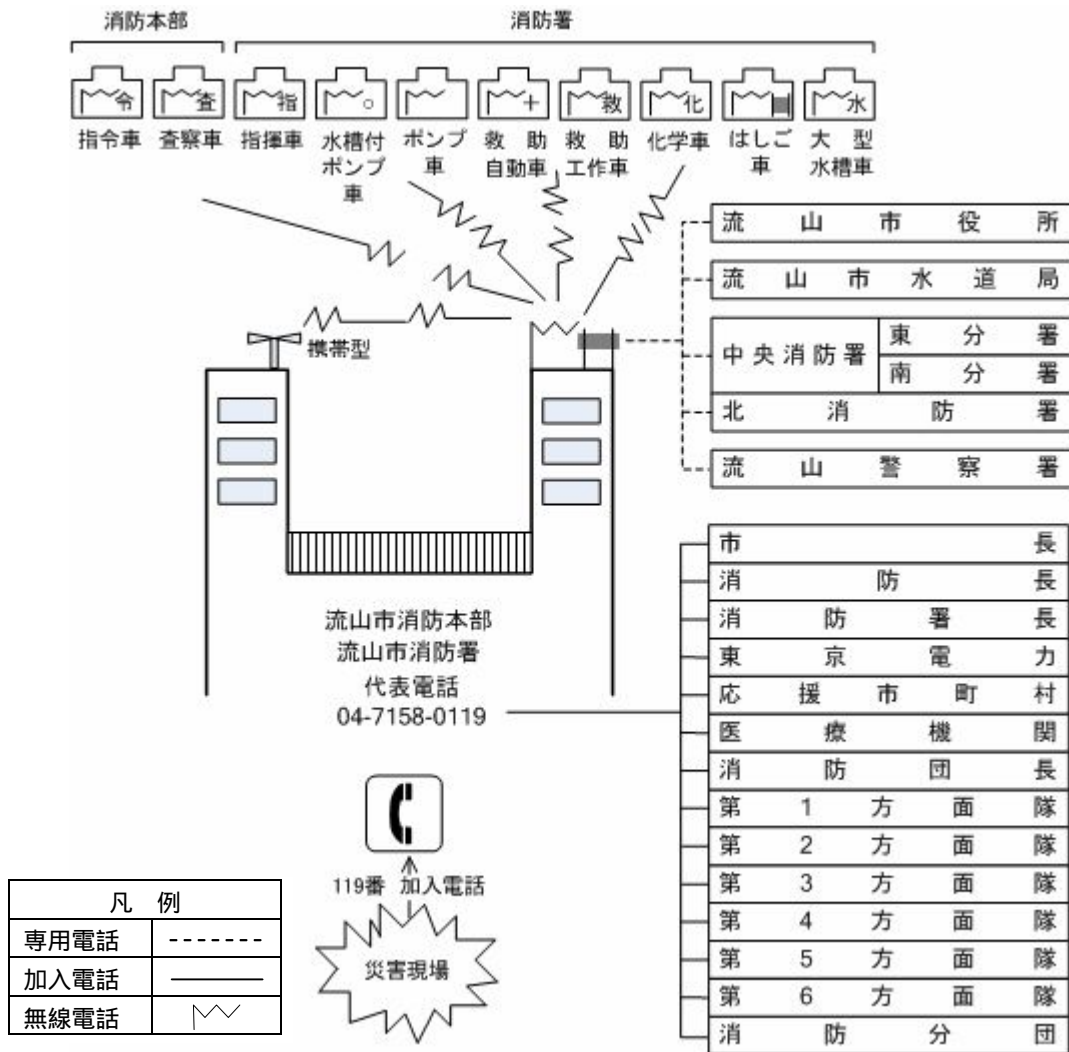 消防本部
消防署
令
査
指
救
化
水
指令車
査察車
指揮車
水槽付
ポンプ
車
ポンプ
車
救助
自動車
救助
工作車
化学車
はしご
車
大型
水槽車
流山市役所
流山市水道局
中央消防署
東分署
南分署
北消防署
流山警察署
携帯型
流山市消防本部
流山市消防署
代表電話
04-7158-0119
市長
消防長
消防署長
東京電力
応援市町村
医療機関
消防団長
第1方面隊
第2方面隊
第3方面隊
第4方面隊
第5方面隊
第6方面隊
消防分団
119番 加入電話
災害現場
凡例
専用電話
加入電話
無線電話